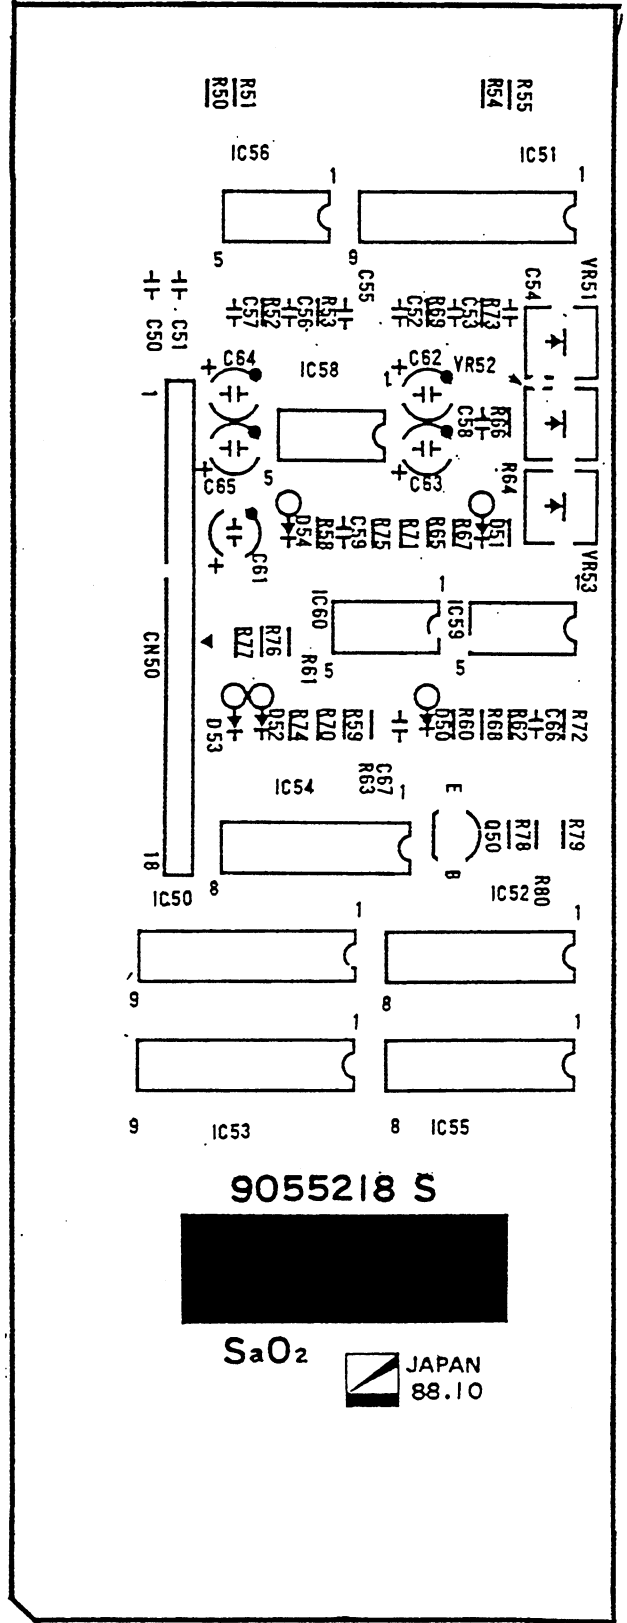 R50 R51 R54 R55
IC56 IC51
1 1
5 9
C50 C51 C57 R52 C56 R53 C55 C52 R69 C53 R73 C54 VR51
+ C64 IC58 + C62 VR52
1 1
C58 R66
+ C65 5 + C63 R64
D54 R58 C59 R75 R71 R65 R67 D51
+ C61 VR53
IC60 1 IC59 1
CN50 R77 R76 R61 5 5
D53 D52 R74 R70 R59 D50 R60 R68 R62 C66 R72
IC54 R63 C67 1 E
Q50 R78 R79
18 8 B
IC50 IC52 R80
1 1
9 8
1 1
9 IC53 8 IC55
9055218 S
SaO2
JAPAN
88.10